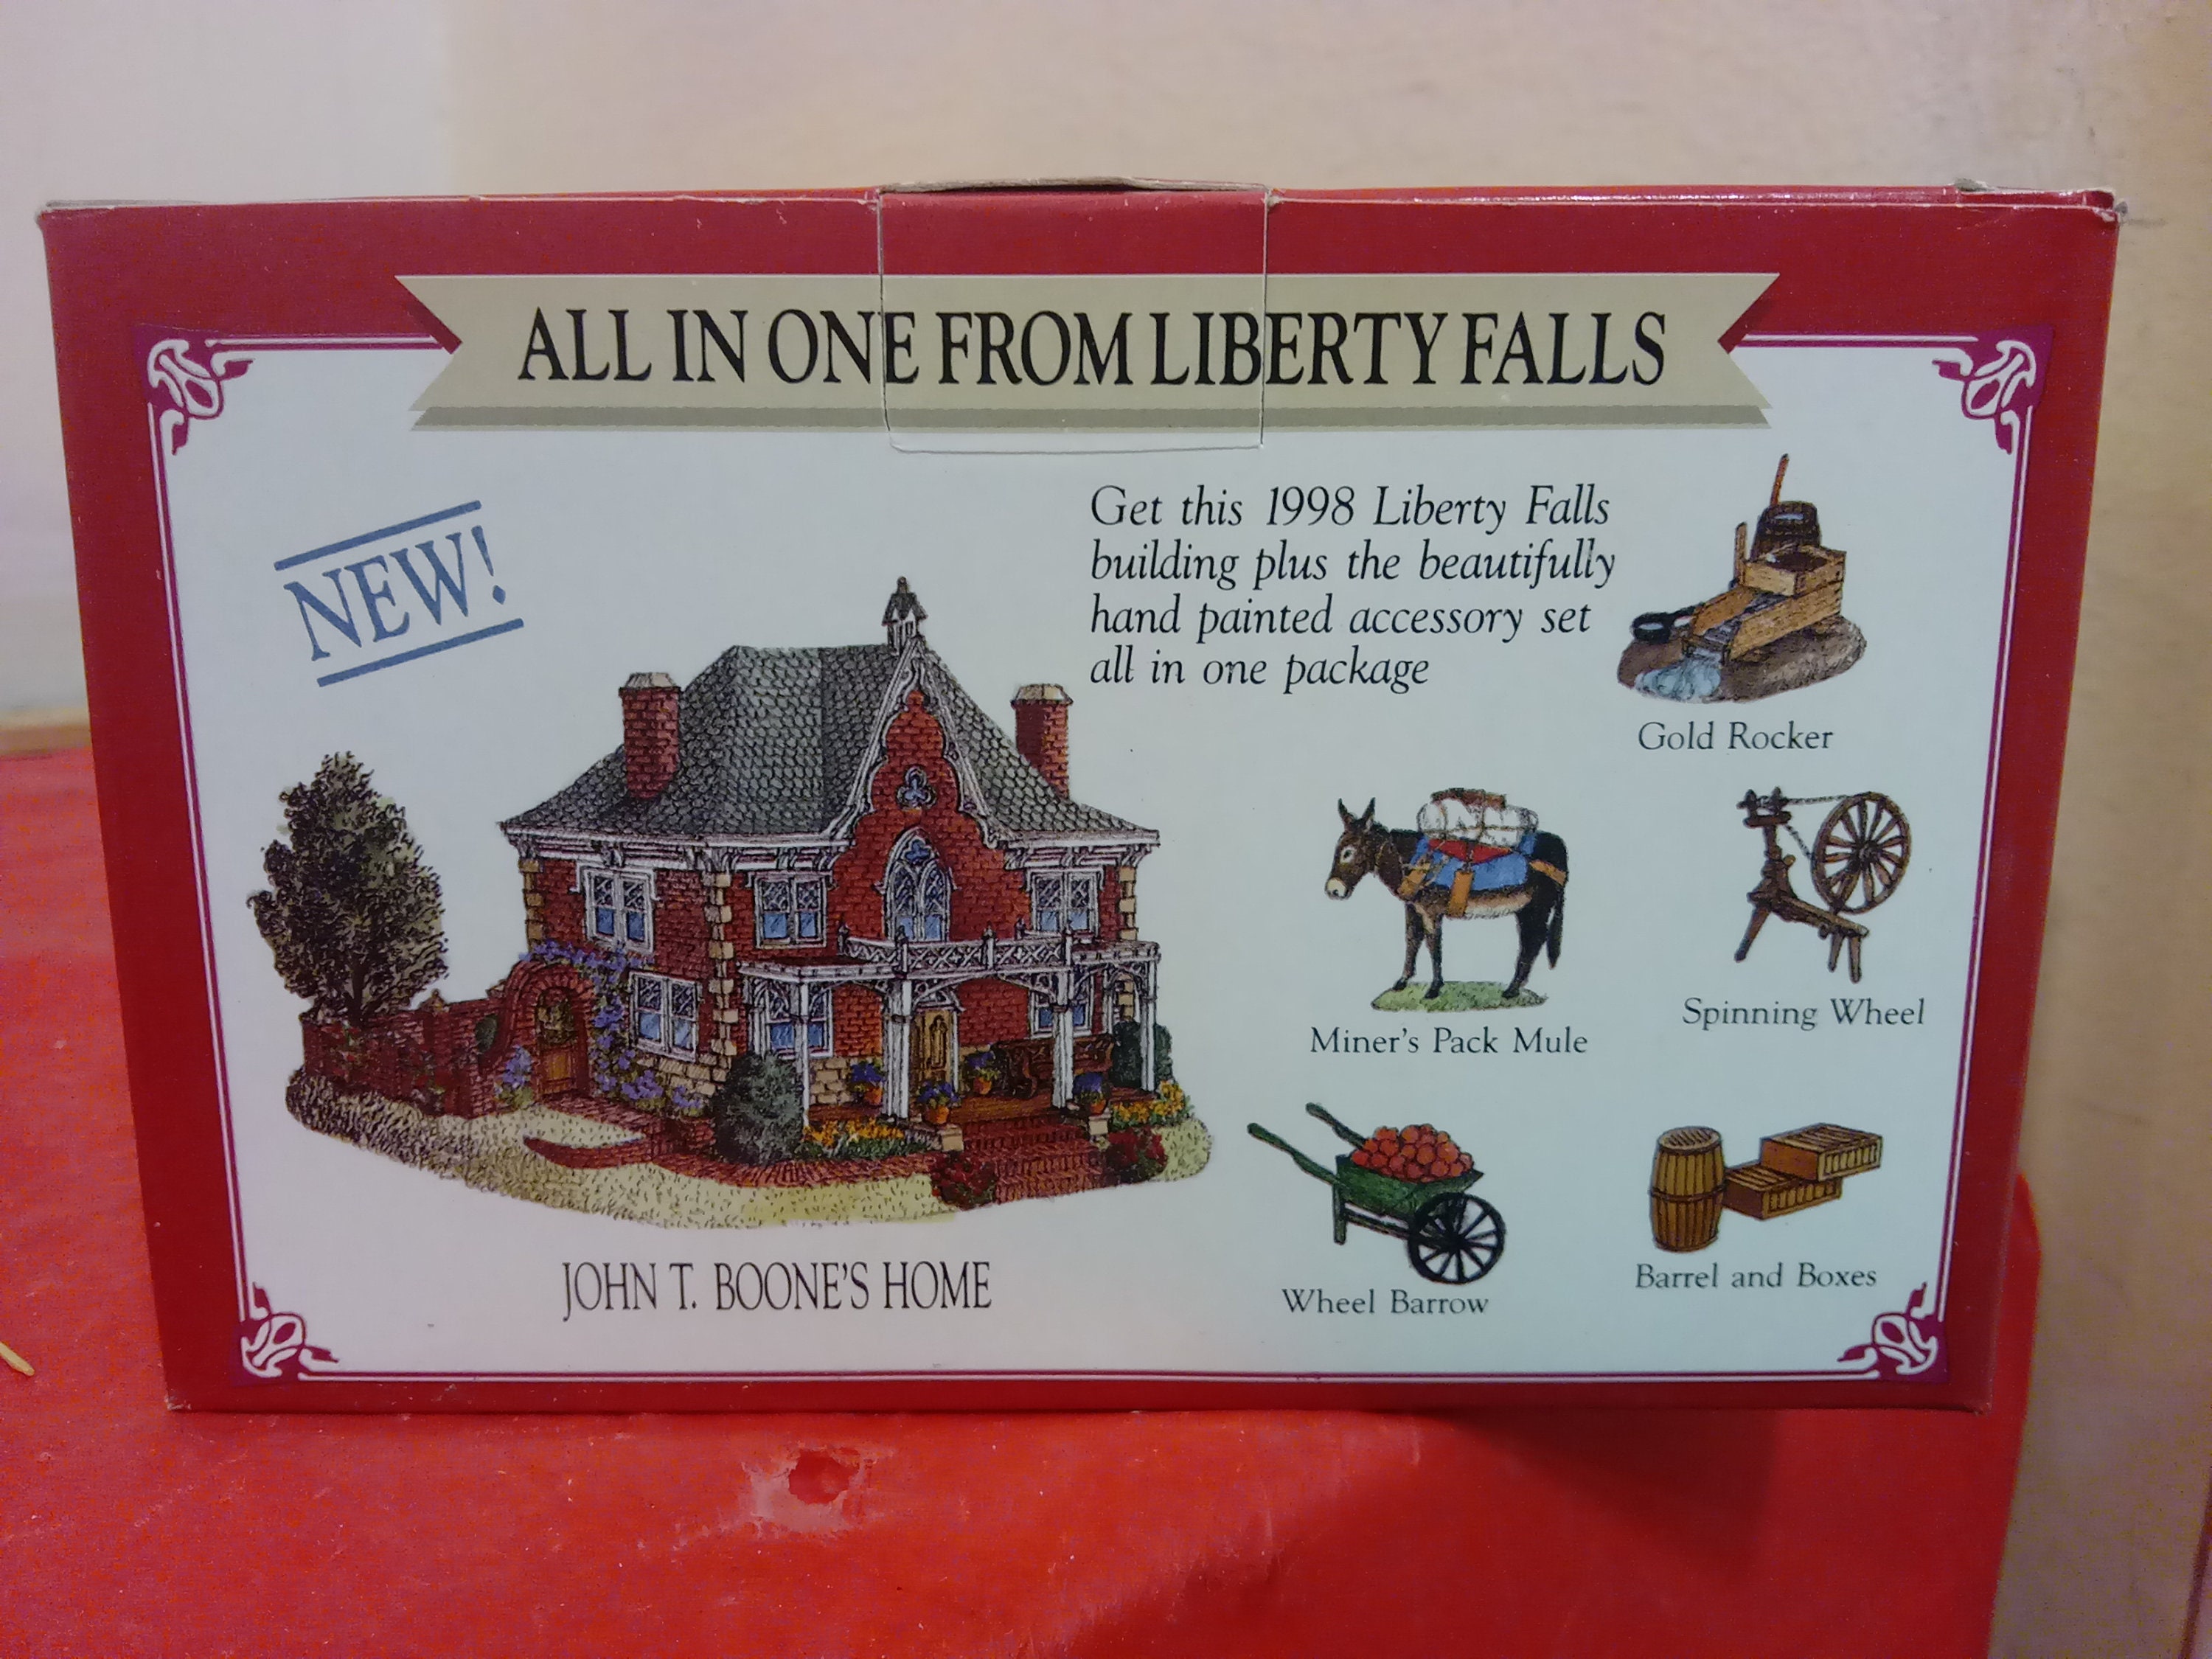 ALL IN ONE FROM LIBERTY FALLS
NEW!
Get this 1998 Liberty Falls
building plus the beautifully
hand painted accessory set
all in one package
Gold Rocker
Miner's Pack Mule
Spinning Wheel
JOHN T. BOONE'S HOME
Wheel Barrow
Barrel and Boxes